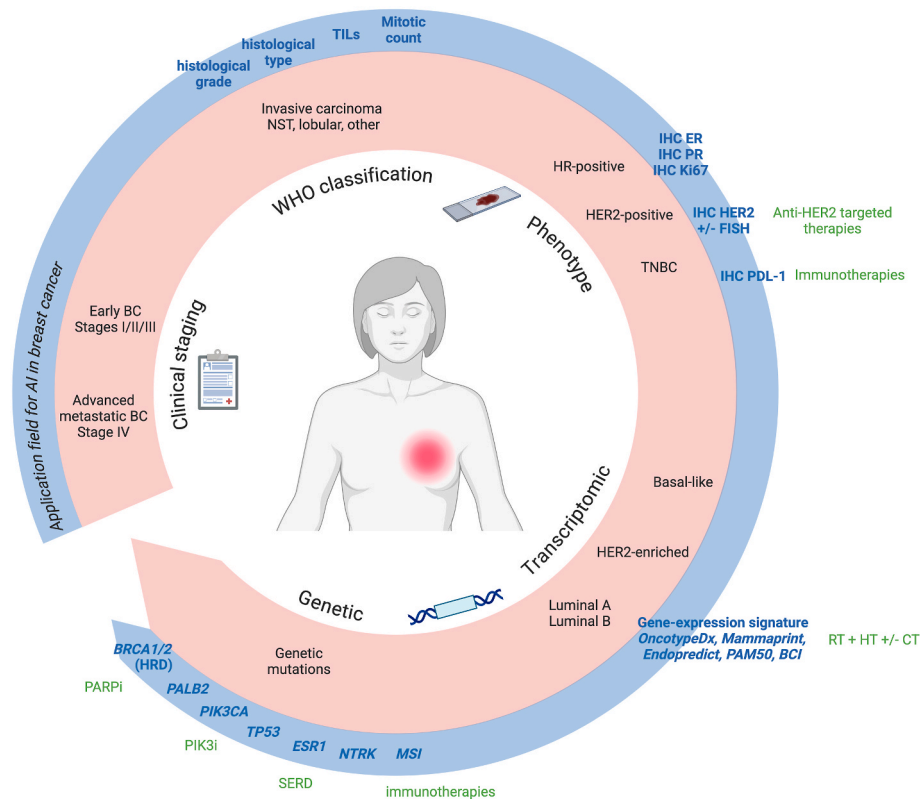 Mitotic
count
TILs
histological
type
histological
grade
Invasive carcinoma
NST, lobular, other
WHO classification
IHC ER
IHC PR
IHC Ki67
HR-positive
HER2-positive
IHC HER2
+/- FISH
Anti-HER2 targeted
therapies
TNBC
IHC PDL-1
Immunotherapies
Phenotype
Application field for AI in breast cancer
Early BC
Stages I/II/III
Advanced
metastatic BC
Stage IV
Clinical staging
Basal-like
HER2-enriched
Luminal A
Luminal B
Transcriptomic
Gene-expression signature
OncotypeDx, Mammaprint,
Endopredict, PAM50, BCI
RT + HT +/- CT
Genetic
Genetic
mutations
BRCA1/2
(HRD)
PARPi
PALB2
PIK3CA
PIK3i
TP53
ESR1
SERD
NTRK
MSI
immunotherapies